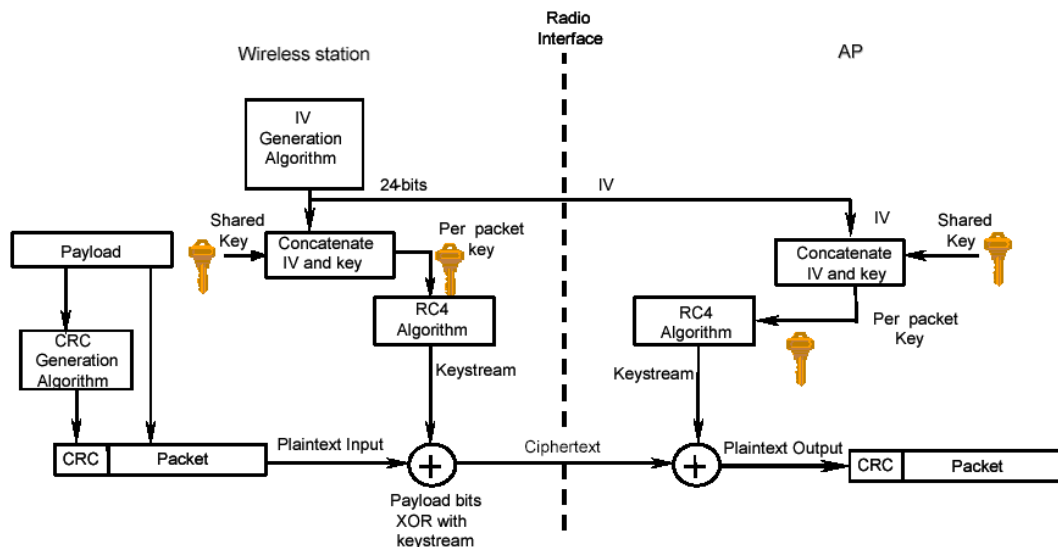 Radio
Interface
Wireless station
AP
IV
Generation
Algorithm
24-bits
IV
IV
Shared
Key
Per packet
key
Shared
Key
Payload
Concatenate
IV and key
Concatenate
IV and key
RC4
Algorithm
RC4
Algorithm
Per packet
Key
CRC
Generation
Algorithm
Keystream
Keystream
CRC
Packet
Plaintext Input
Ciphertext
Plaintext Output
CRC
Packet
Payload bits
XOR with
keystream